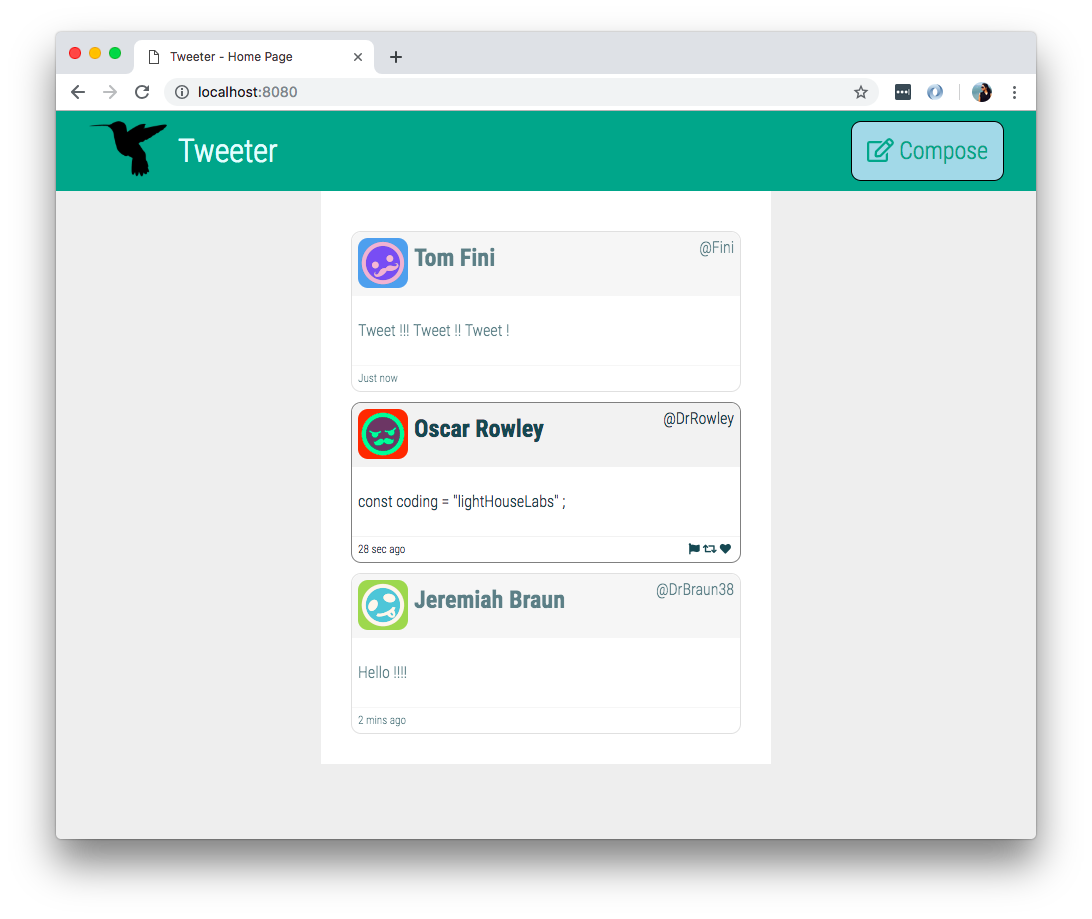 Tweeter - Home Page
localhost:8080
Tweeter
Compose
Tom Fini
@Fini
Tweet !!! Tweet !! Tweet !
Just now
Oscar Rowley
@DrRowley
const coding = "lightHouseLabs" ;
28 sec ago
Jeremiah Braun
@DrBraun38
Hello !!!!
2 mins ago